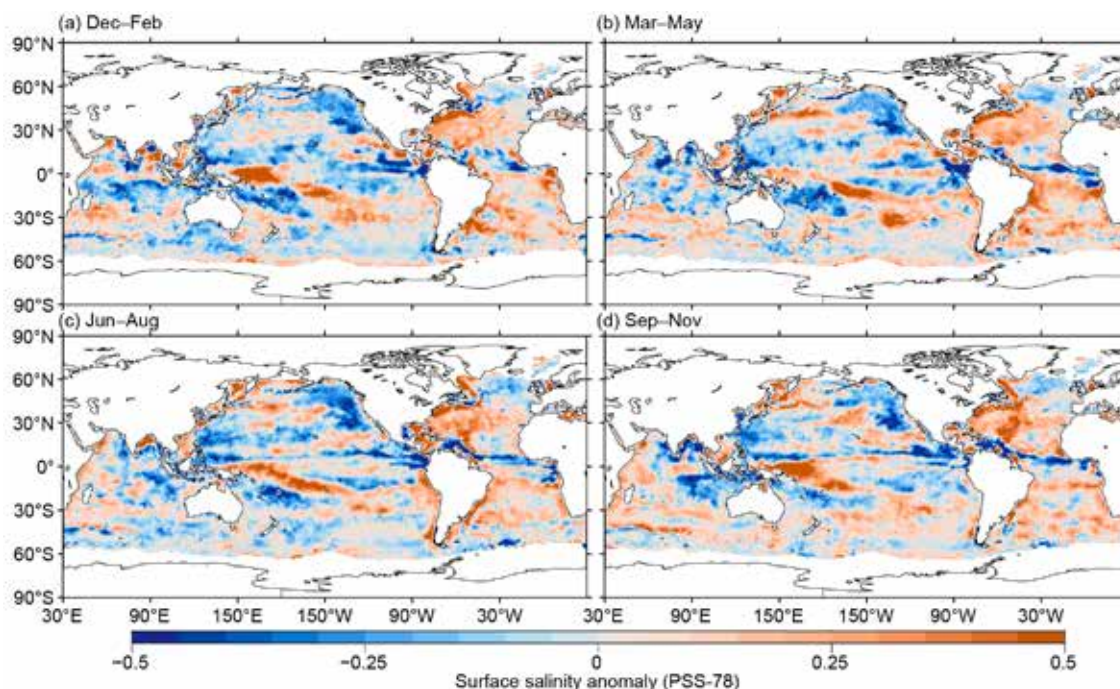 (a) Dec–Feb
(b) Mar–May
90°N
60°N
30°N
0°
30°S
60°S
90°S
(c) Jun–Aug
(d) Sep–Nov
90°N
60°N
30°N
0°
30°S
60°S
90°S
30°E 90°E 150°E 150°W 90°W 30°W 30°E 90°E 150°E 150°W 90°W 30°W
−0.5 −0.25 0 0.25 0.5
Surface salinity anomaly (PSS-78)